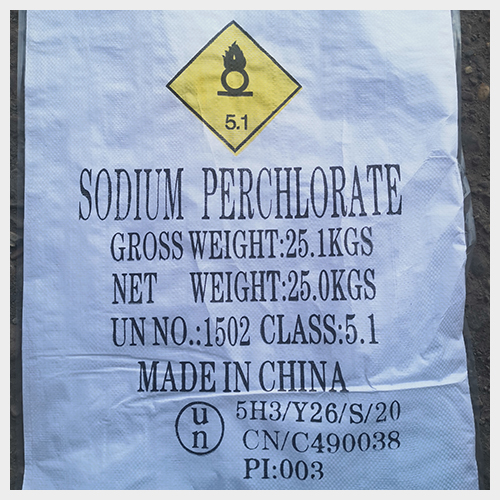 5.1
SODIUM PERCHLORATE
GROSS WEIGHT:25.1KGS
NET WEIGHT:25.0KGS
UN NO.:1502 CLASS:5.1
MADE IN CHINA
un
5H3/Y26/S/20
CN/C490038
PI:003